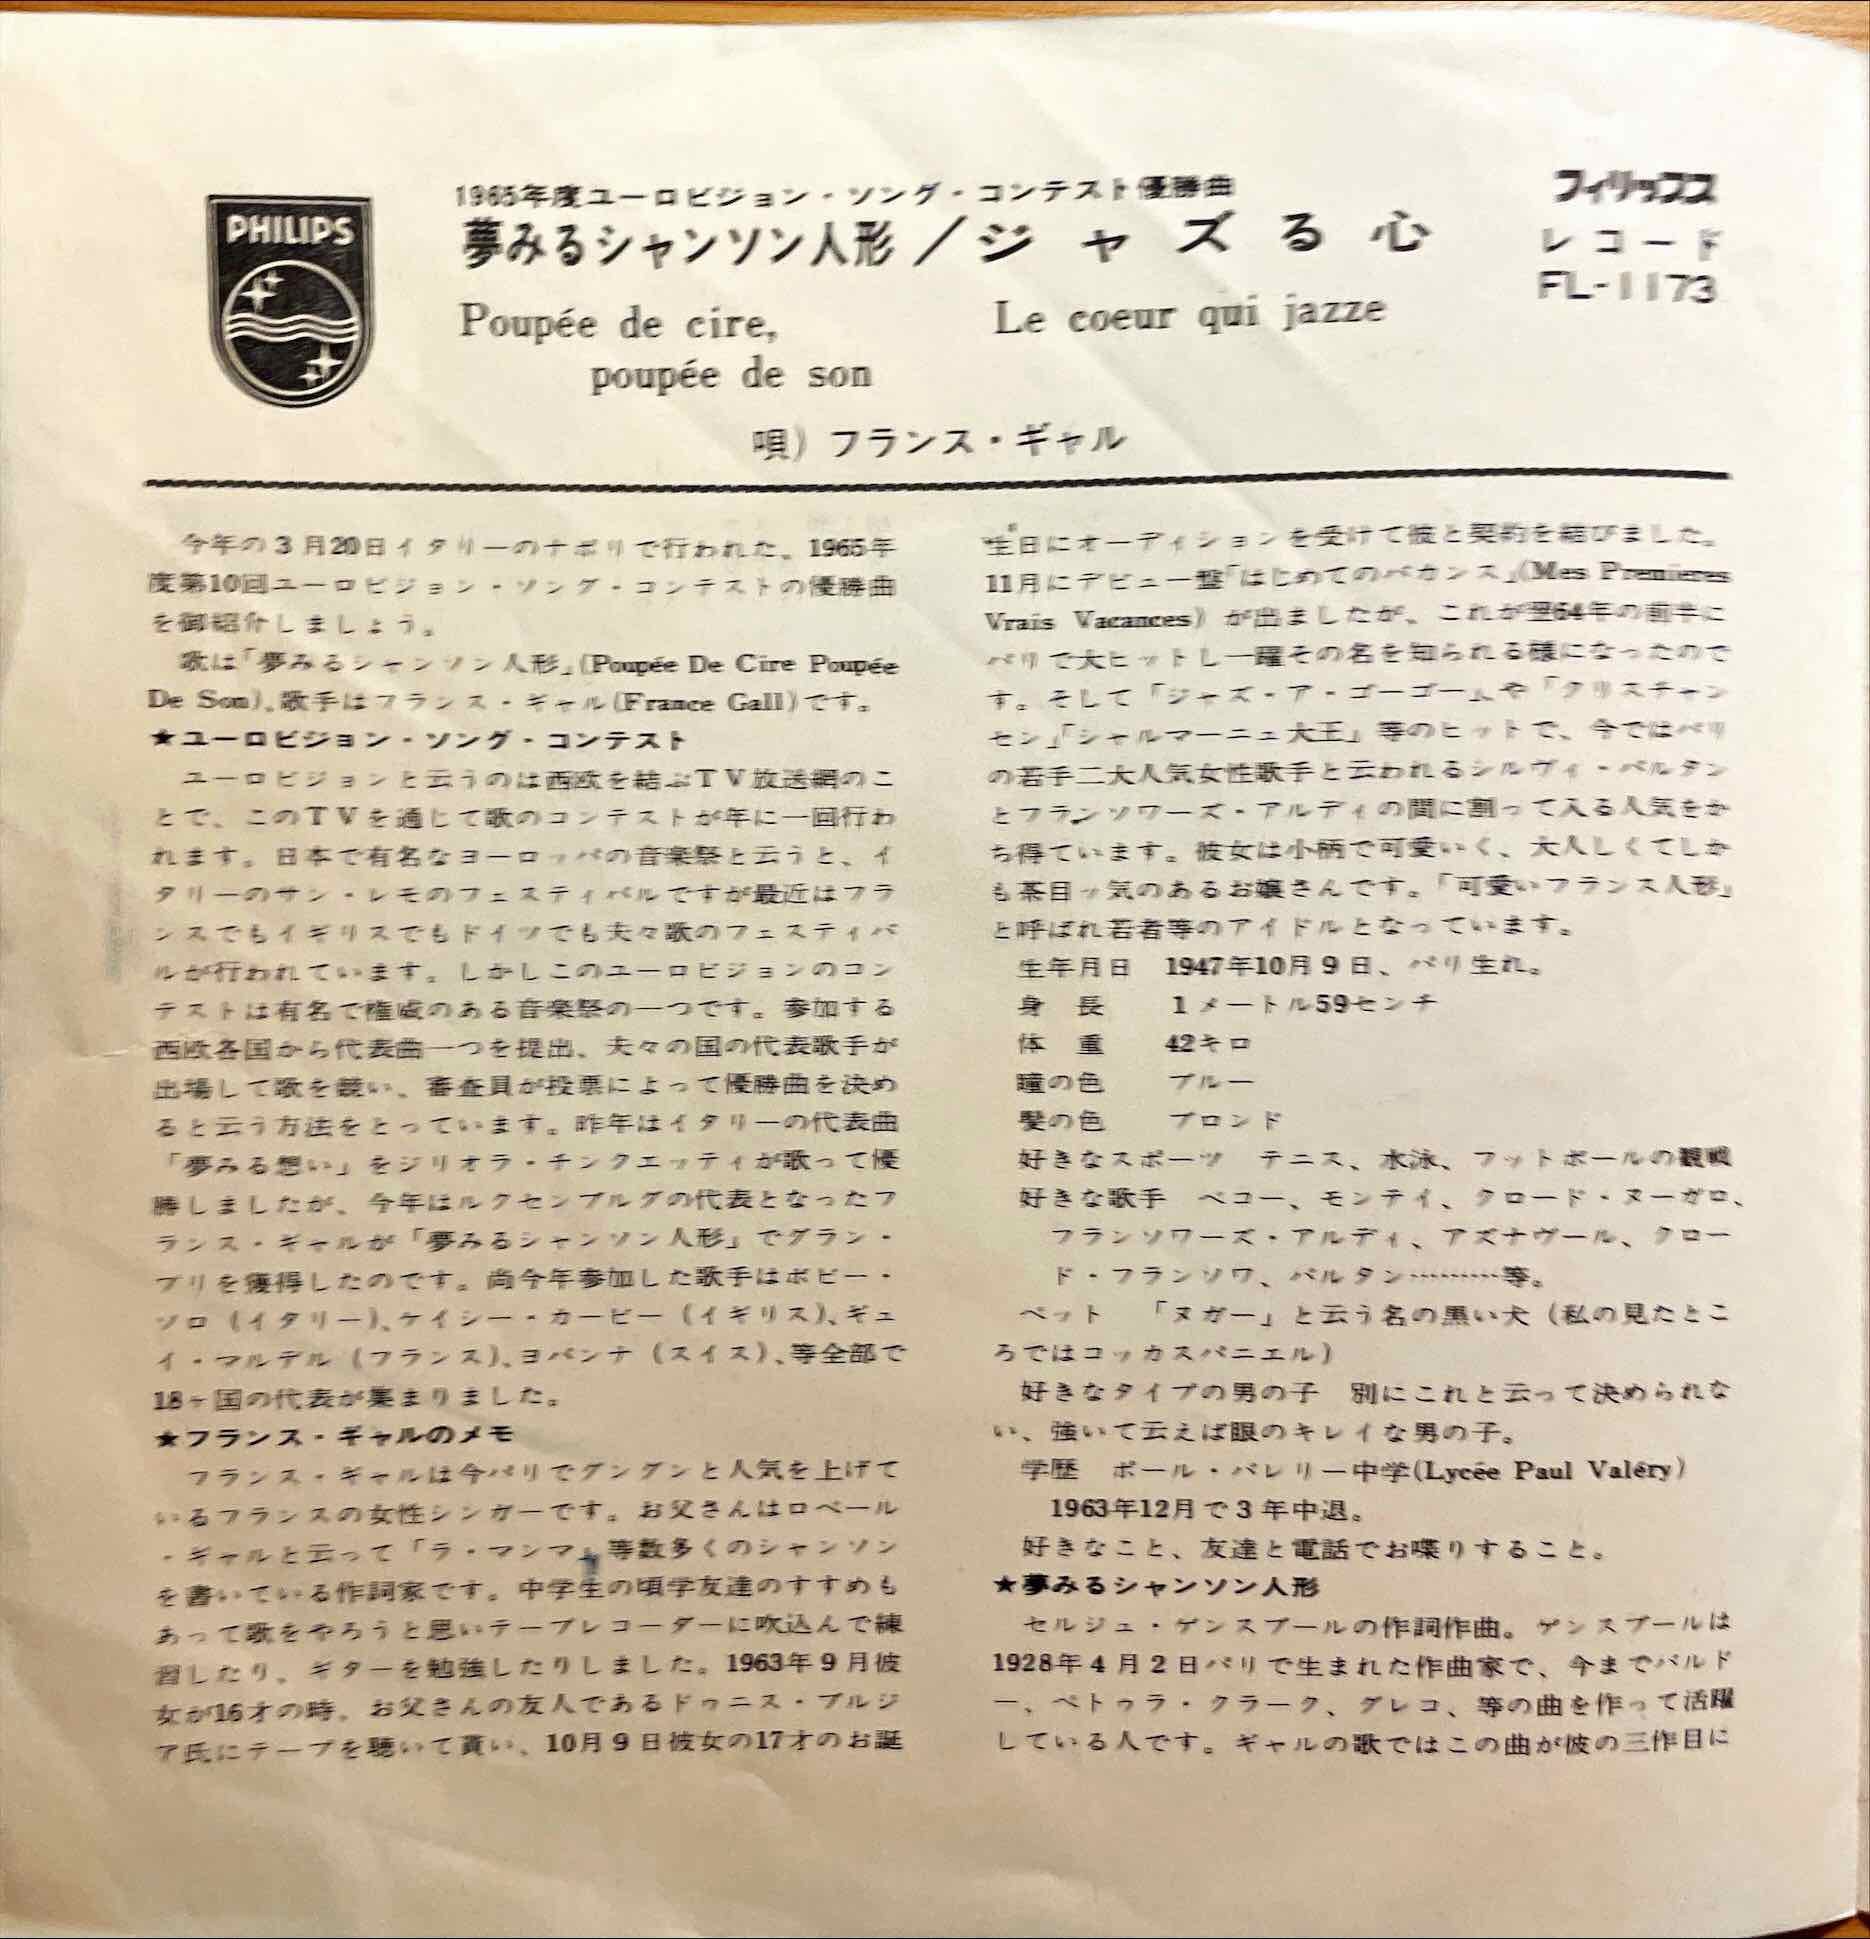 PHILIPS
1965年度ユーロビジョン・ソング・コンテスト優勝曲
夢みるシャンソン人形／ジャズる心
Poupée de cire,
poupée de son
Le coeur qui jazze
フィリップス
レコード
FL-1173
唄）フランス・ギャル
今年の3月20日イタリーのナポリで行われた。1965年
度第10回ユーロビジョン・ソング・コンテストの優勝曲
を御紹介しましょう。
歌は「夢みるシャンソン人形」(Poupée De Cire Poupée
De Son)、歌手はフランス・ギャル(France Gall)です。
★ユーロビジョン・ソング・コンテスト
ユーロビジョンと云うのは西欧を結ぶTV放送網のこ
とで、このTVを通じて歌のコンテストが年に一回行わ
れます。日本で有名なヨーロッパの音楽祭と云うと、イ
タリーのサン・レモのフェスティバルですが最近はフラ
ンスでもイギリスでもドイツでも夫々歌のフェスティバ
ルが行われています。しかしこのユーロビジョンのコン
テストは有名で権威のある音楽祭の一つです。参加する
西欧各国から代表曲一つを提出、夫々の国の代表歌手が
出場して歌を競い、審査員が投票によって優勝曲を決め
ると云う方法をとっています。昨年はイタリーの代表曲
「夢みる想い」をジリオラ・チンクエッティが歌って優
勝しましたが、今年はルクセンブルグの代表となったフ
ランス・ギャルが「夢みるシャンソン人形」でグラン・
プリを獲得したのです。尚今年参加した歌手はボビー・
ソロ（イタリー)、ケイシー・カービー（イギリス)、ギュ
イ・マルデル（フランス)、ヨバンナ（スイス)、等全部で
18ヶ国の代表が集まりました。
★フランス・ギャルのメモ
フランス・ギャルは今パリでグングンと人気を上げて
いるフランスの女性シンガーです。お父さんはロベール
・ギャルと云って「ラ・マンマ」等数多くのシャンソン
を書いている作詞家です。中学生の頃学友達のすすめも
あって歌をやろうと思いテープレコーダーに吹込んで練
習したり、ギターを勉強したりしました。1963年9月彼
女が16才の時、お父さんの友人であるドゥニス・ブルジ
ア氏にテープを聴いて貰い、10月9日彼女の17才のお誕
生日にオーディションを受けて彼と契約を結びました。
11月にデビュー盤「はじめてのバカンス」(Mes Premieres
Vrais Vacances) が出ましたが、これが翌64年の前半に
パリで大ヒットし一躍その名を知られる様になったので
す。そして「ジャズ・ア・ゴーゴー」や「クリスチャン
セン」「シャルマーニュ大王」等のヒットで、今ではパリ
の若手二大人気女性歌手と云われるシルヴィ・バルタン
とフランソワーズ・アルディの間に割って入る人気をか
ち得ています。彼女は小柄で可愛いく、大人しくてしか
も茶目ッ気のあるお嬢さんです。「可愛いフランス人形」
と呼ばれ若者等のアイドルとなっています。
生年月日 1947年10月9日、パリ生れ。
身 長 1メートル59センチ
体 重 42キロ
瞳の色 ブルー
髪の色 ブロンド
好きなスポーツ テニス、水泳、フットボールの観戦
好きな歌手 ベコー、モンテイ、クロード・ヌーガロ、
フランソワーズ・アルディ、アズナヴール、クロー
ド・フランソワ、バルタン………等。
ペット 「ヌガー」と云う名の黒い犬（私の見たとこ
ろではコッカスパニエル）
好きなタイプの男の子 別にこれと云って決められな
い、強いて云えば眼のキレイな男の子。
学歴 ポール・バレリー中学(Lycée Paul Valéry)
1963年12月で3年中退。
好きなこと、友達と電話でお喋りすること。
★夢みるシャンソン人形
セルジュ・ゲンスブールの作詞作曲。ゲンスブールは
1928年4月2日パリで生まれた作曲家で、今までバルド
ー、ペトゥラ・クラーク、グレコ、等の曲を作って活躍
している人です。ギャルの歌ではこの曲が彼の三作目に